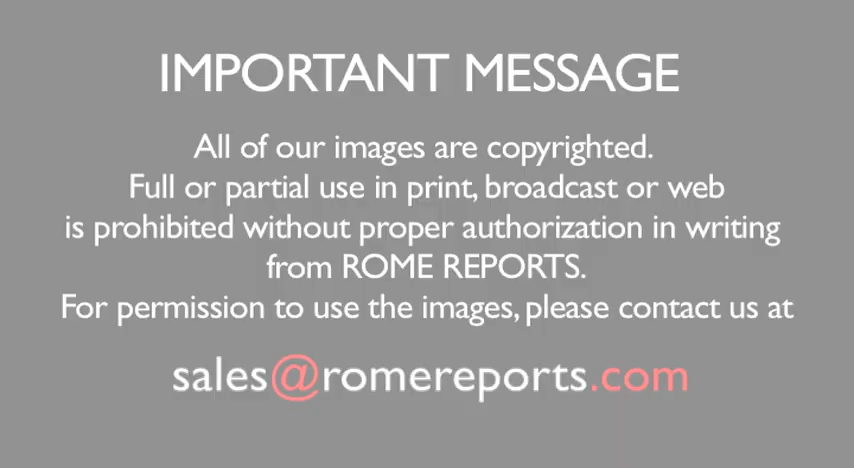 IMPORTANT MESSAGE
All of our images are copyrighted.
Full or partial use in print, broadcast or web
is prohibited without proper authorization in writing
from ROME REPORTS.
For permission to use the images, please contact us at
sales@romereports.com